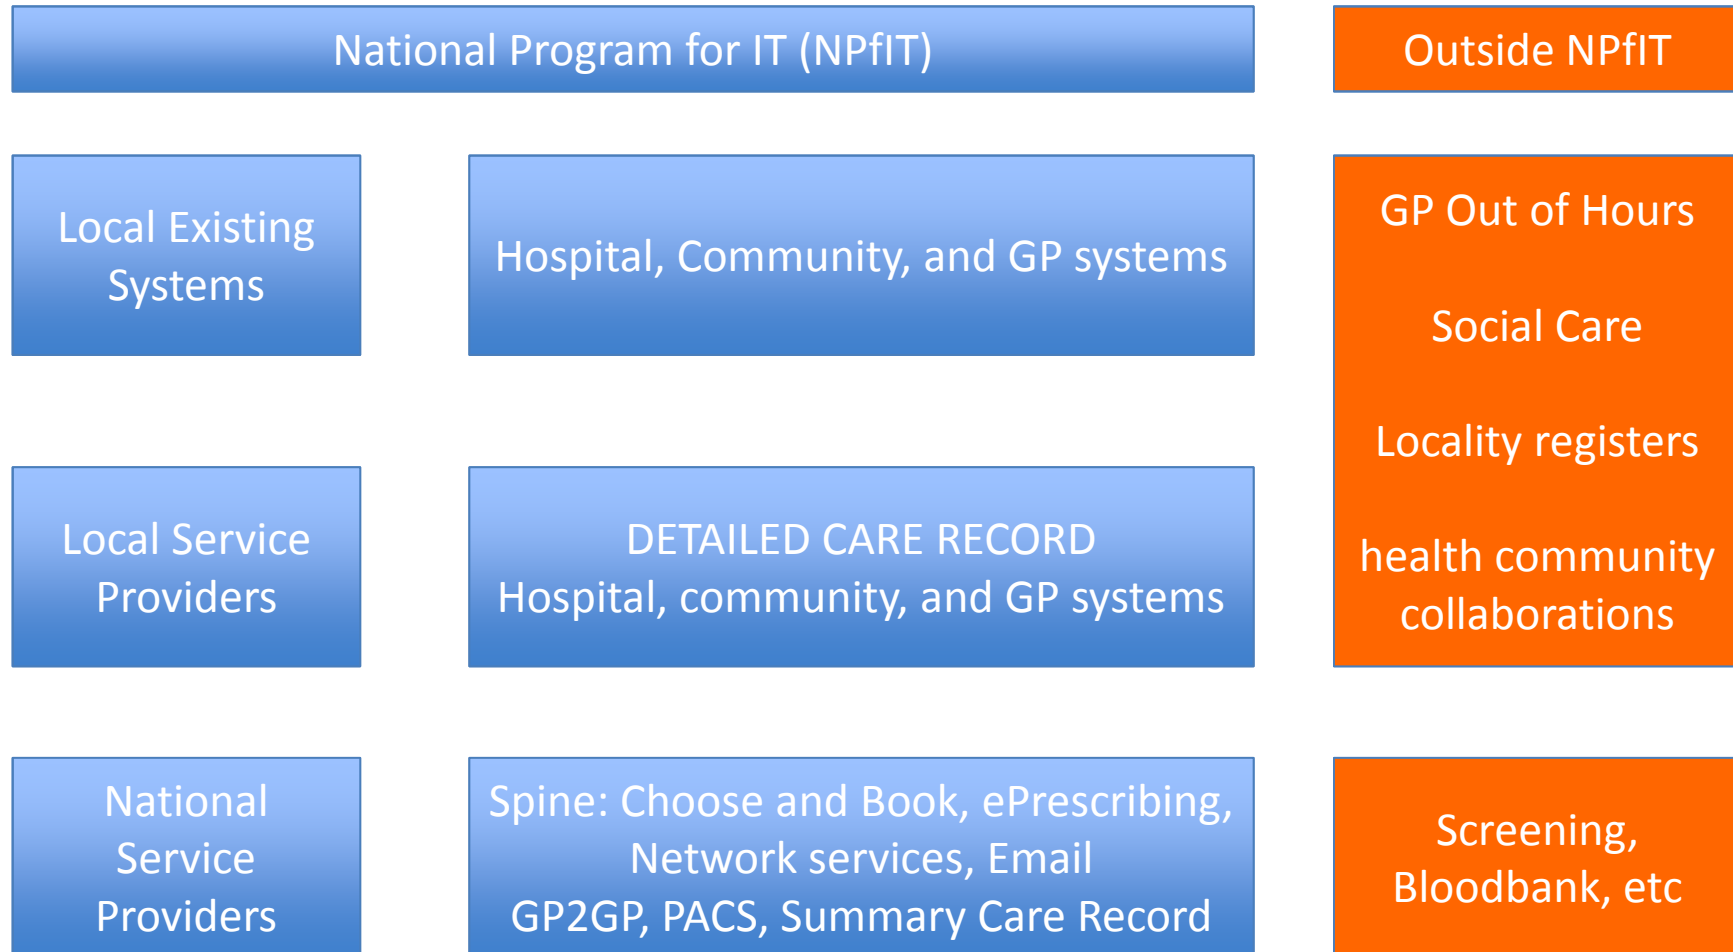 National Program for IT (NPfIT)
Outside NPfIT
Local Existing
Systems
Hospital, Community, and GP systems
GP Out of Hours
Social Care
Locality registers
health community
collaborations
Local Service
Providers
DETAILED CARE RECORD
Hospital, community, and GP systems
National
Service
Providers
Spine: Choose and Book, ePrescribing,
Network services, Email
GP2GP, PACS, Summary Care Record
Screening,
Bloodbank, etc